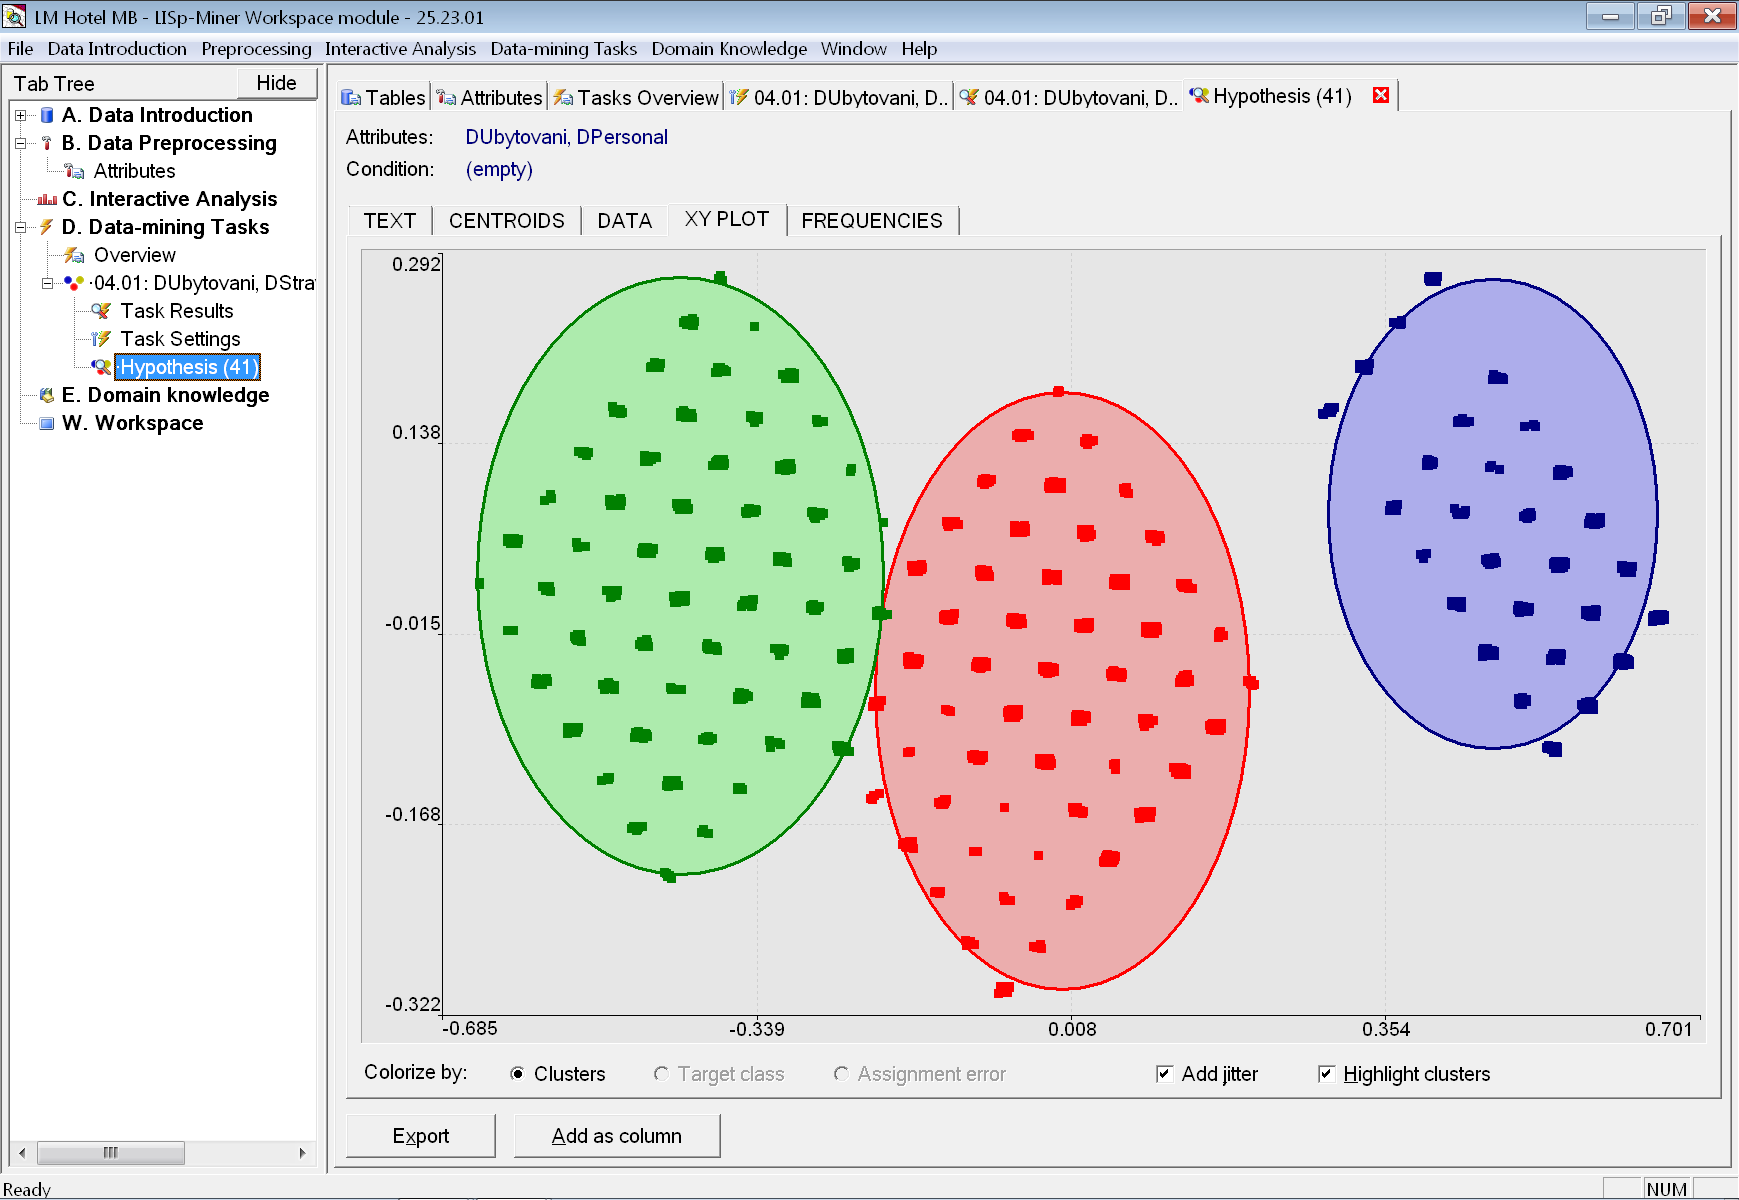 LM Hotel MB - LISp-Miner Workspace module - 25.23.01
File Data Introduction Preprocessing Interactive Analysis Data-mining Tasks Domain Knowledge Window Help
Tab Tree Hide
A. Data Introduction
B. Data Preprocessing
Attributes
C. Interactive Analysis
D. Data-mining Tasks
Overview
·04.01: DUbytovani, DStra
Task Results
Task Settings
·Hypothesis (41)
E. Domain knowledge
W. Workspace
Tables Attributes Tasks Overview 04.01: DUbytovani, D.. 04.01: DUbytovani, D.. Hypothesis (41)
Attributes: DUbytovani, DPersonal
Condition: (empty)
TEXT CENTROIDS DATA XY PLOT FREQUENCIES
0.292
0.138
-0.015
-0.168
-0.322
-0.685 -0.339 0.008 0.354 0.701
Colorize by: Clusters Target class Assignment error Add jitter Highlight clusters
Export Add as column
Ready NUM